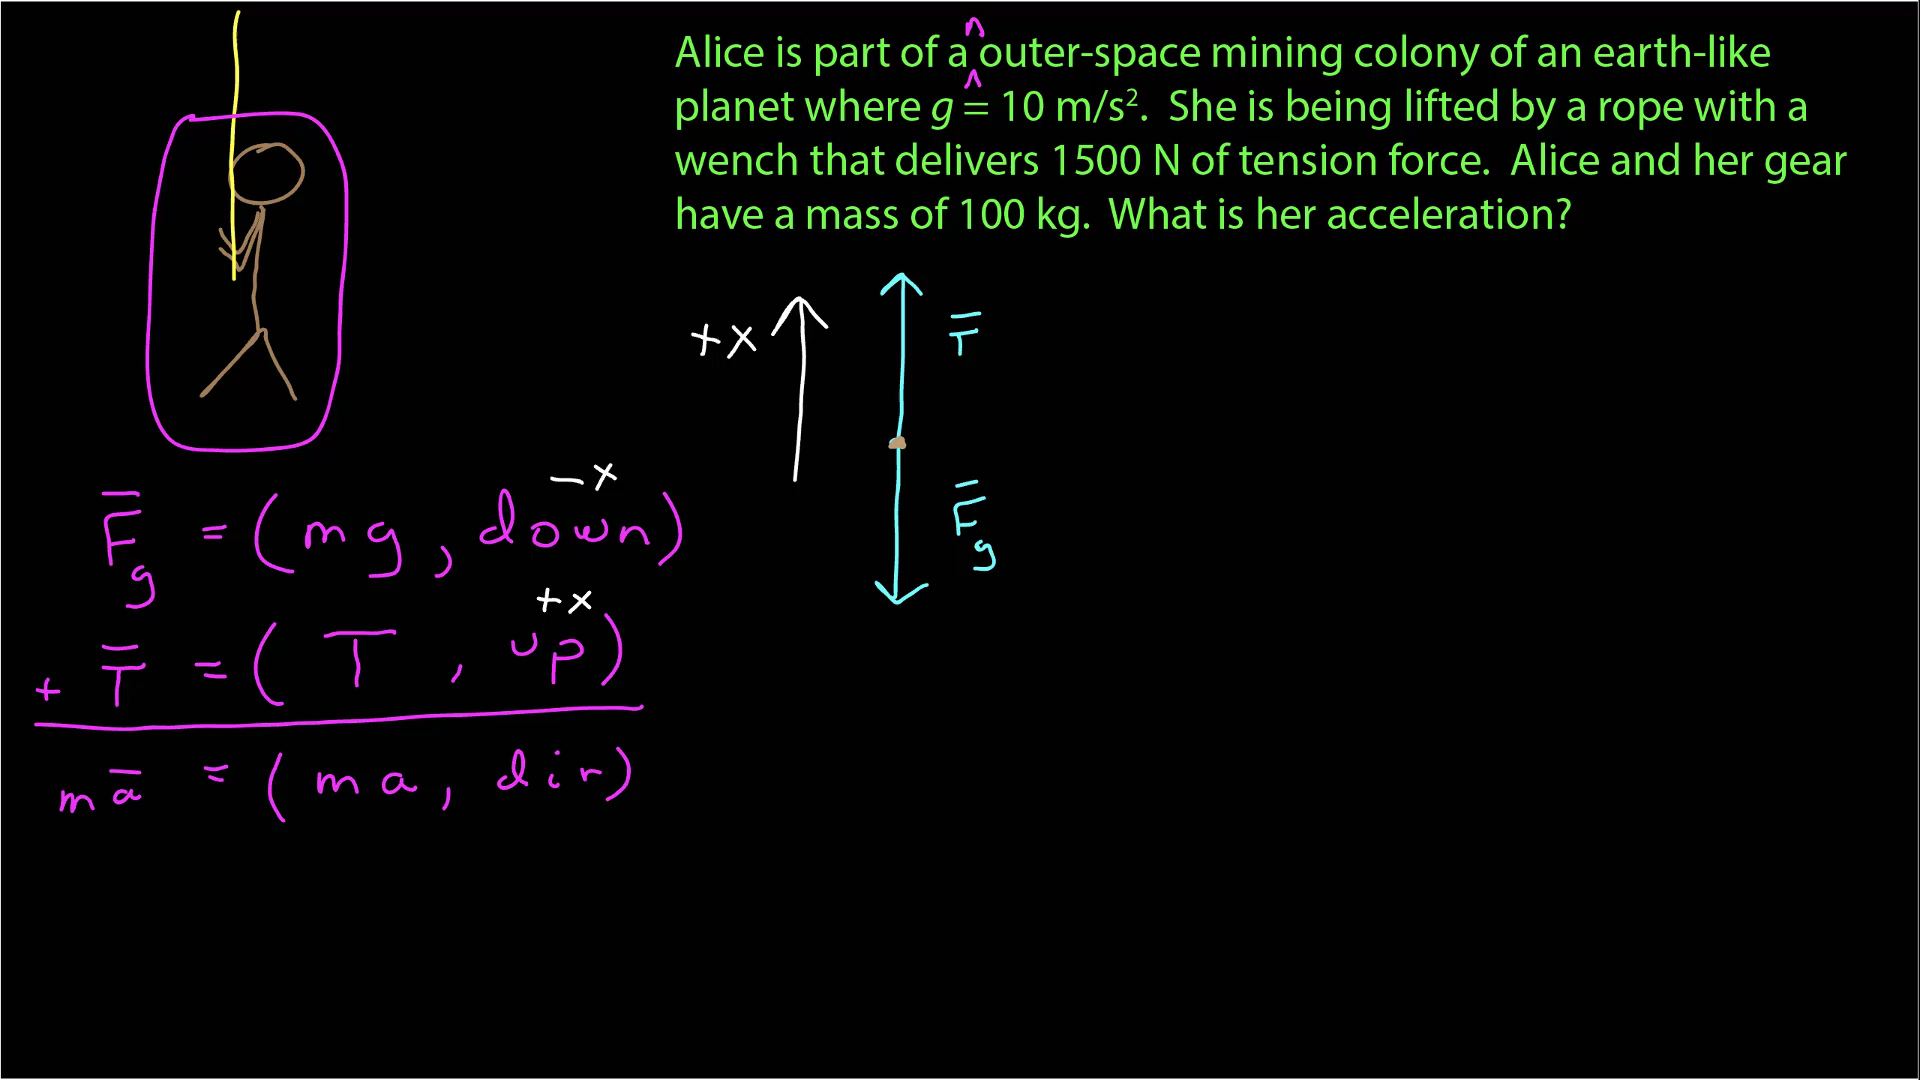 n
Alice is part of a outer-space mining colony of an earth-like
^
planet where g = 10 m/s². She is being lifted by a rope with a
wench that delivers 1500 N of tension force. Alice and her gear
have a mass of 100 kg. What is her acceleration?
+x
T̅
F̅g
-x
F̅g = (mg, down)
+x
+ T̅ = (T, up)
ma̅ = (ma, dir)